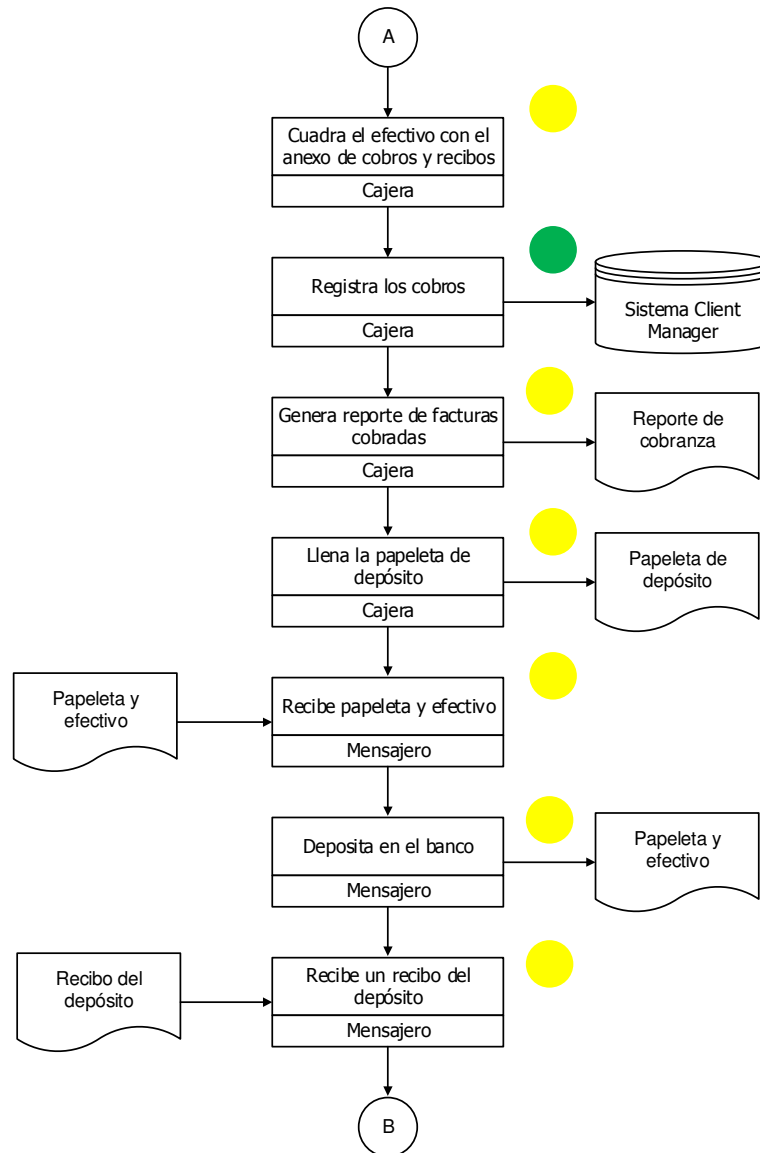 A
Cuadra el efectivo con el
anexo de cobros y recibos
Cajera
Registra los cobros
Cajera
Sistema Client
Manager
Genera reporte de facturas
cobradas
Cajera
Reporte de
cobranza
Llena la papeleta de
depósito
Cajera
Papeleta de
depósito
Papeleta y
efectivo
Recibe papeleta y efectivo
Mensajero
Deposita en el banco
Mensajero
Papeleta y
efectivo
Recibo del
depósito
Recibe un recibo del
depósito
Mensajero
B